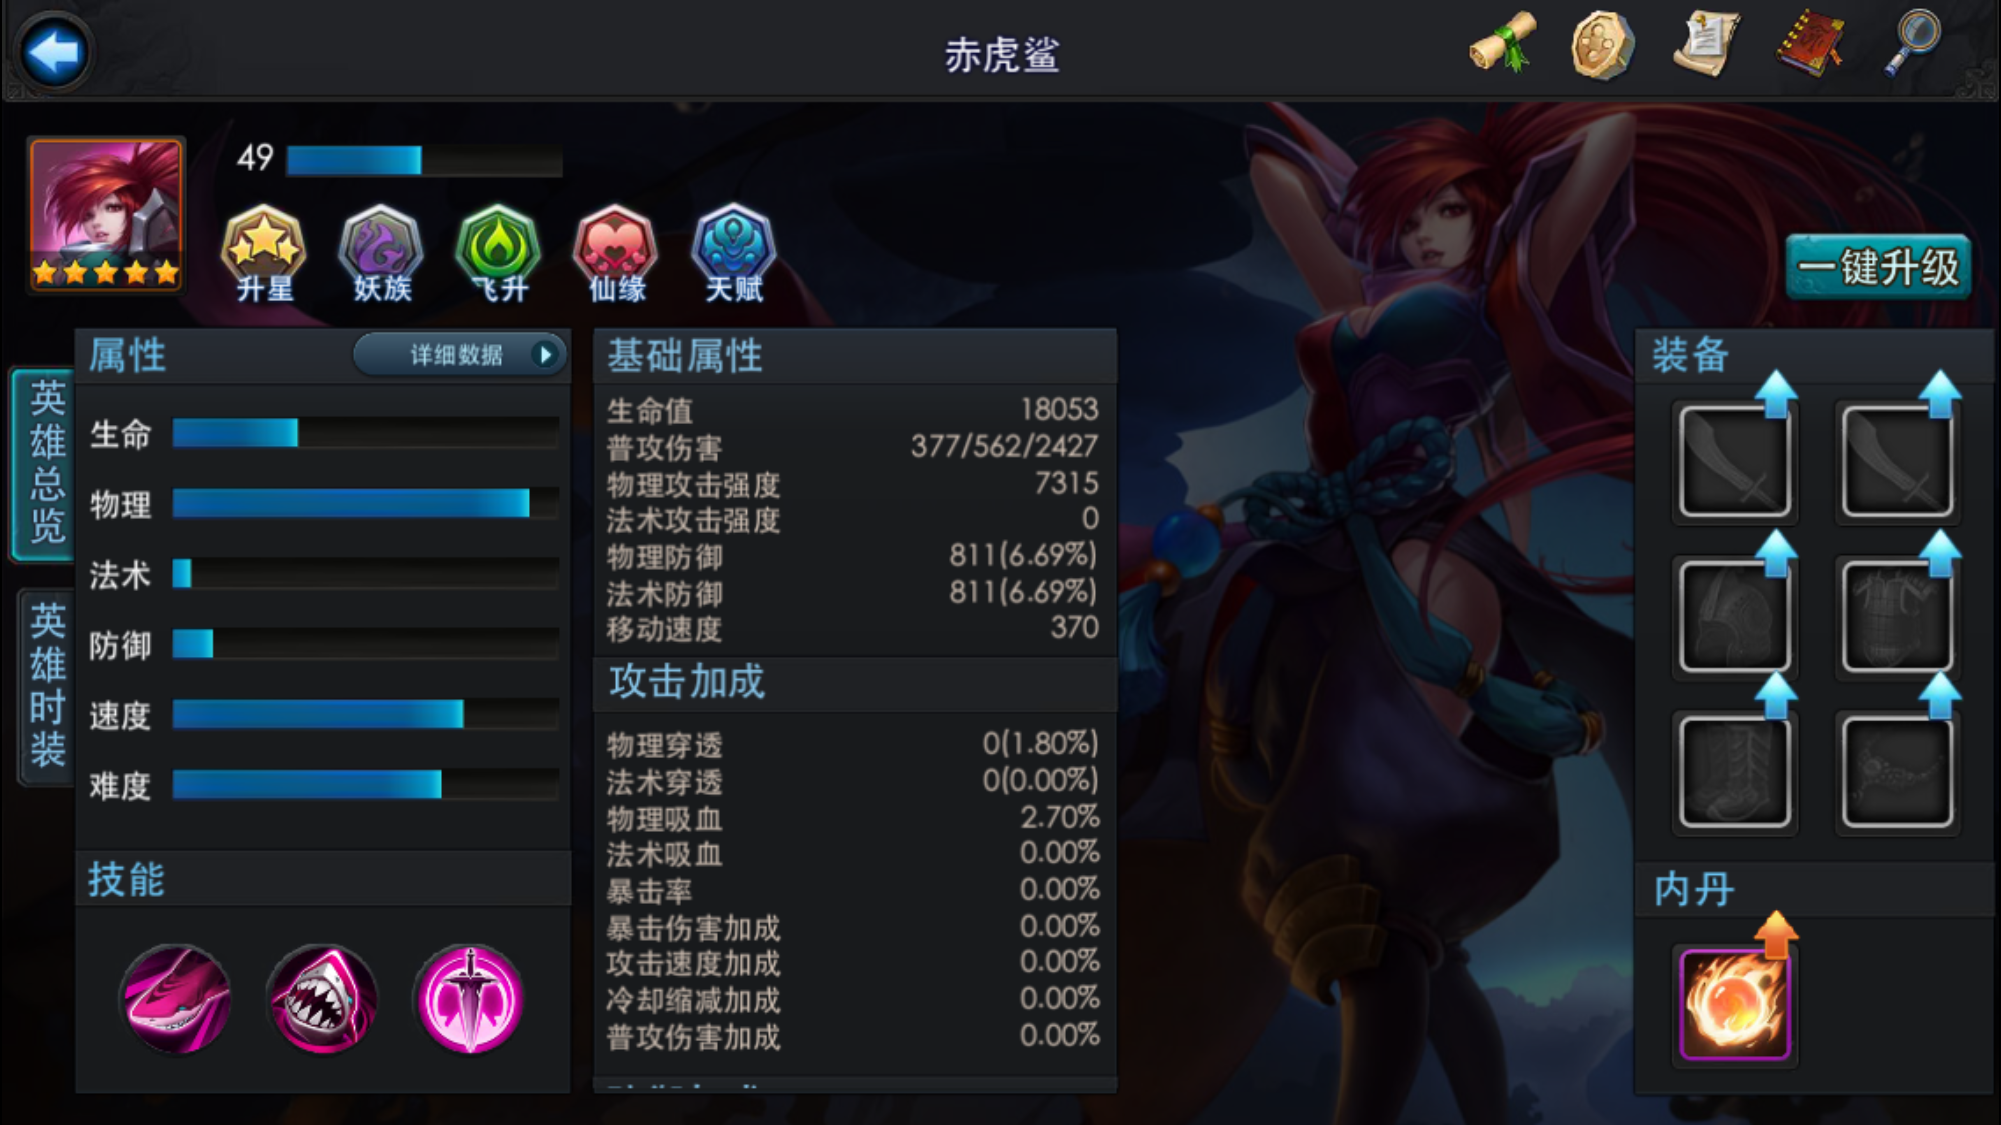 赤虎鲨
49
升星
妖族
飞升
仙缘
天赋
一键升级
英雄总览
英雄时装
属性
详细数据
生命
物理
法术
防御
速度
难度
技能
基础属性
生命值 18053
普攻伤害 377/562/2427
物理攻击强度 7315
法术攻击强度 0
物理防御 811(6.69%)
法术防御 811(6.69%)
移动速度 370
攻击加成
物理穿透 0(1.80%)
法术穿透 0(0.00%)
物理吸血 2.70%
法术吸血 0.00%
暴击率 0.00%
暴击伤害加成 0.00%
攻击速度加成 0.00%
冷却缩减加成 0.00%
普攻伤害加成 0.00%
装备
内丹